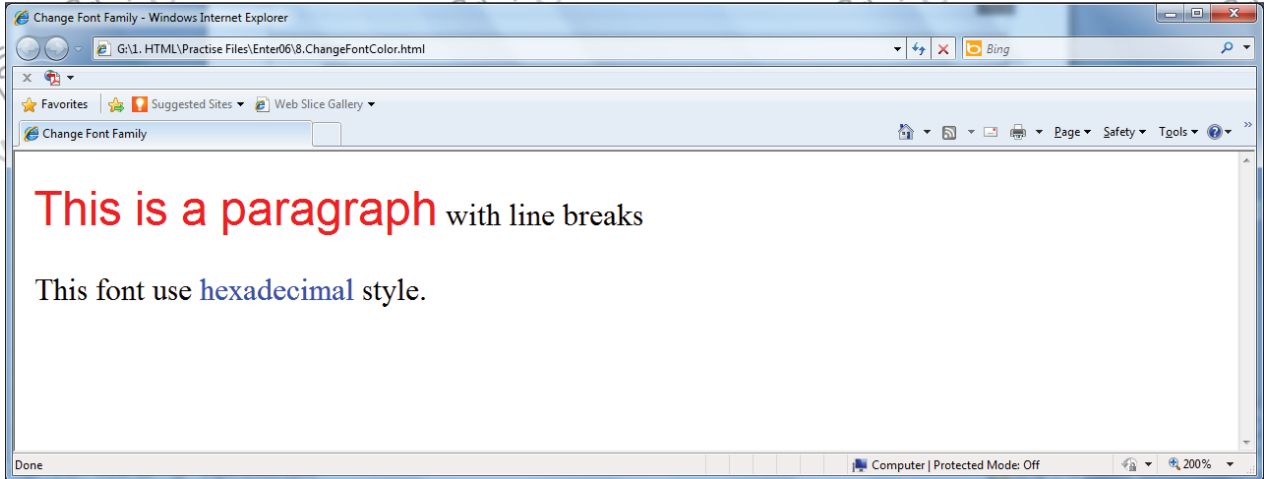 Change Font Family - Windows Internet Explorer
G:\1. HTML\Practise Files\Enter06\8.ChangeFontColor.html
Bing
x
Favorites Suggested Sites Web Slice Gallery
Change Font Family
Page Safety Tools
This is a paragraph with line breaks
This font use hexadecimal style.
Done
Computer | Protected Mode: Off
200%